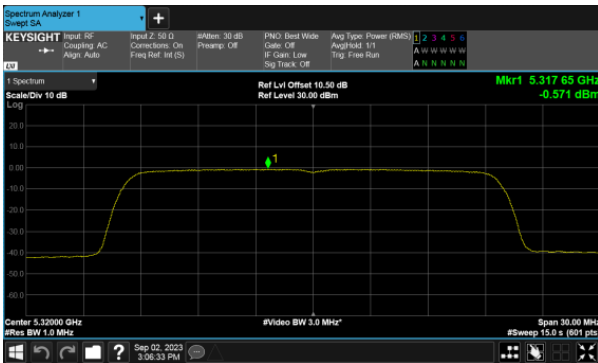 Spectrum Analyzer 1
Swept SA
+
KEYSIGHT Input: RF Input Z: 50 Ω #Atten: 30 dB PNO: Best Wide Avg Type: Power (RMS) 1 2 3 4 5 6
Coupling: AC Corrections: On Preamp: Off Gate: Off Avg|Hold: 1/1 A W W W W W
Align: Auto Freq Ref: Int (S) IF Gain: Low Trig: Free Run
Sig Track: Off A N N N N N
1 Spectrum Ref Lvl Offset 10.50 dB Mkr1 5.317 65 GHz
Scale/Div 10 dB Ref Level 30.00 dBm -0.571 dBm
Log
20.0
10.0
0.00
1
-10.0
-20.0
-30.0
-40.0
-50.0
-60.0
Center 5.32000 GHz #Video BW 3.0 MHz* Span 30.00 MHz
#Res BW 1.0 MHz #Sweep 15.0 s (601 pts)
? Sep 02, 2023
3:06:33 PM